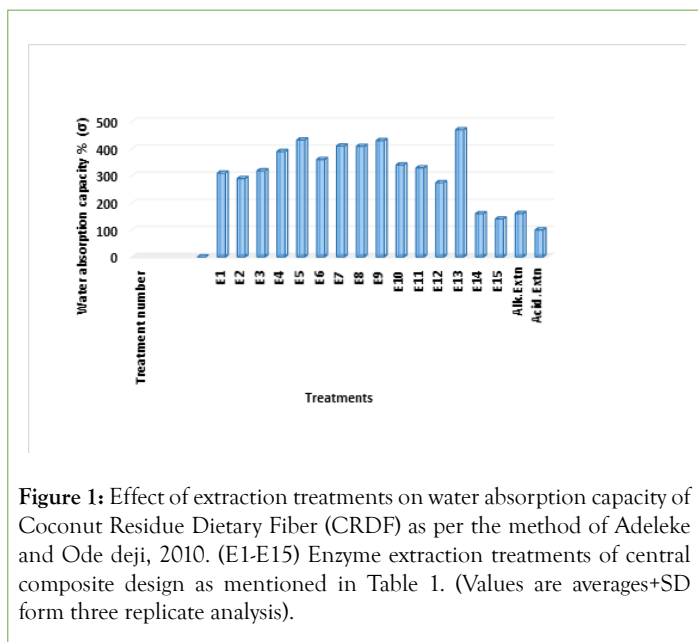 Water absorption capacity % (σ)
500
400
300
200
100
0
Treatment number
E1
E2
E3
E4
E5
E6
E7
E8
E9
E10
E11
E12
E13
E14
E15
Alk.Extn
Acid.Extn
Treatments
Figure 1: Effect of extraction treatments on water absorption capacity of
Coconut Residue Dietary Fiber (CRDF) as per the method of Adeleke
and Ode deji, 2010. (E1-E15) Enzyme extraction treatments of central
composite design as mentioned in Table 1. (Values are averages+SD
form three replicate analysis).